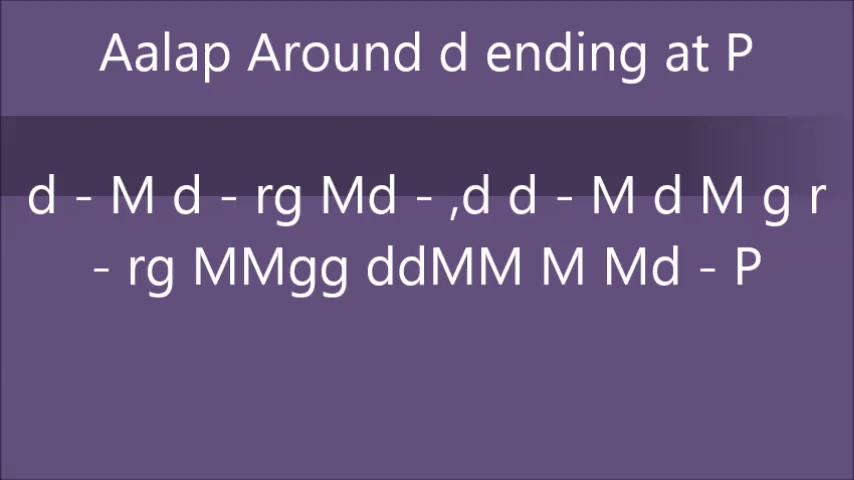 Aalap Around d ending at P
d - M d - rg Md - ,d d - M d M g r
- rg MMgg ddMM M Md - P